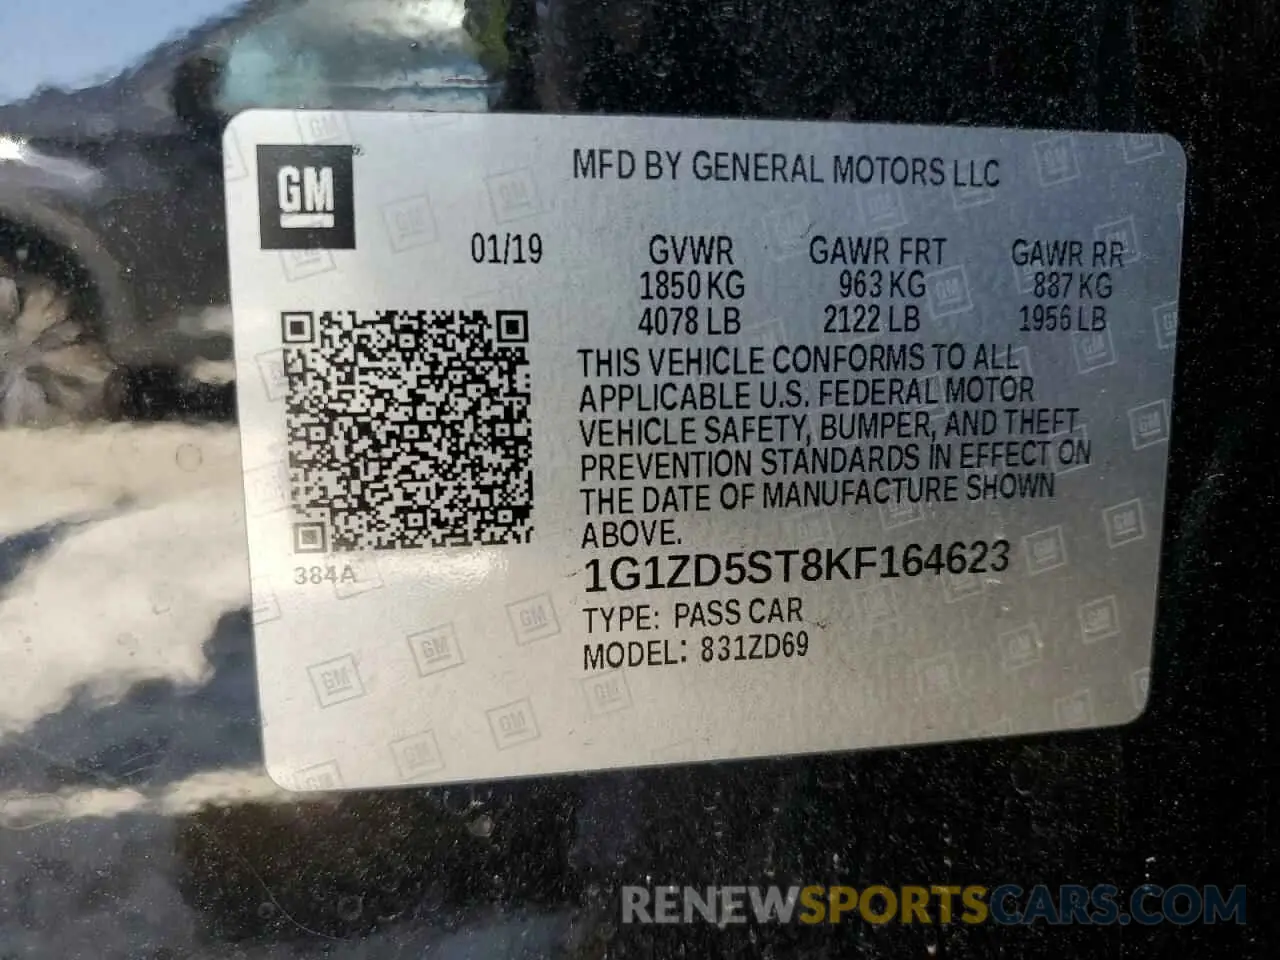 GM
MFD BY GENERAL MOTORS LLC
01/19 GVWR GAWR FRT GAWR RR
1850 KG 963 KG 887 KG
4078 LB 2122 LB 1956 LB
THIS VEHICLE CONFORMS TO ALL
APPLICABLE U.S. FEDERAL MOTOR
VEHICLE SAFETY, BUMPER, AND THEFT
PREVENTION STANDARDS IN EFFECT ON
THE DATE OF MANUFACTURE SHOWN
ABOVE.
384A
1G1ZD5ST8KF164623
TYPE: PASS CAR
MODEL: 831ZD69
RENEWSPORTSCARS.COM